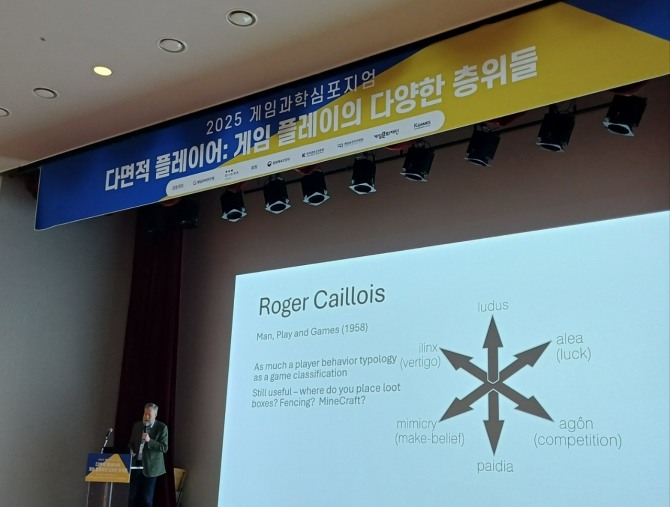 2025 게임과학심포지엄
다면적 플레이어: 게임 플레이의 다양한 층위들
Roger Caillois
Man, Play and Games (1958)
As much a player behavior typology
as a game classification
Still useful – where do you place loot
boxes? Fencing? MineCraft?
ludus
ilinx
(vertigo)
alea
(luck)
mimicry
(make-belief)
agôn
(competition)
paidia